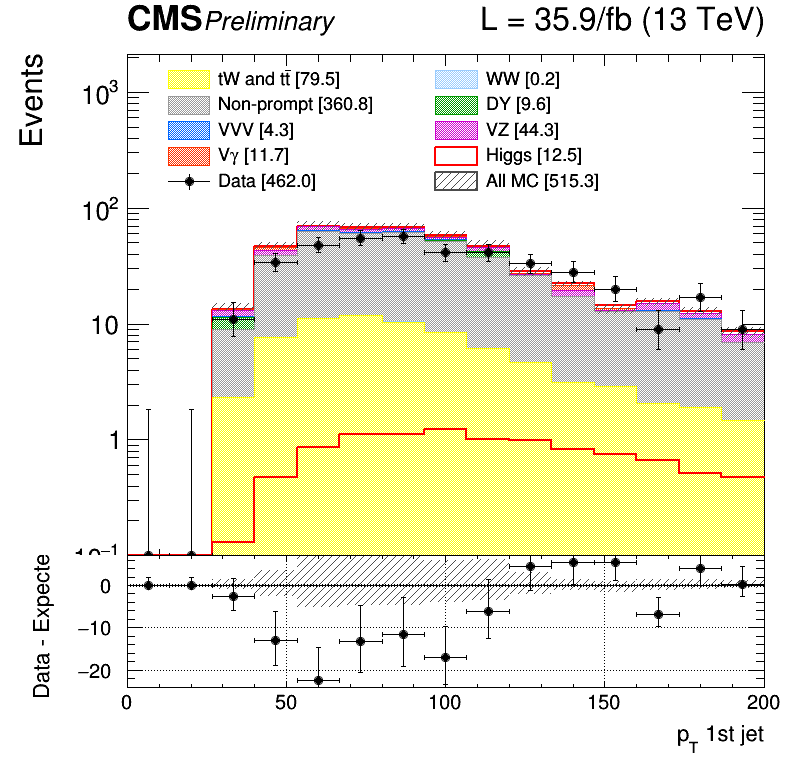 CMS Preliminary L = 35.9/fb (13 TeV)
Events
tW and tt̄ [79.5] WW [0.2]
Non-prompt [360.8] DY [9.6]
VVV [4.3] VZ [44.3]
Vγ [11.7] Higgs [12.5]
Data [462.0] All MC [515.3]
10³
10²
10
1
10⁻¹
Data - Expecte
0
−10
−20
0 50 100 150 200
p_T 1st jet